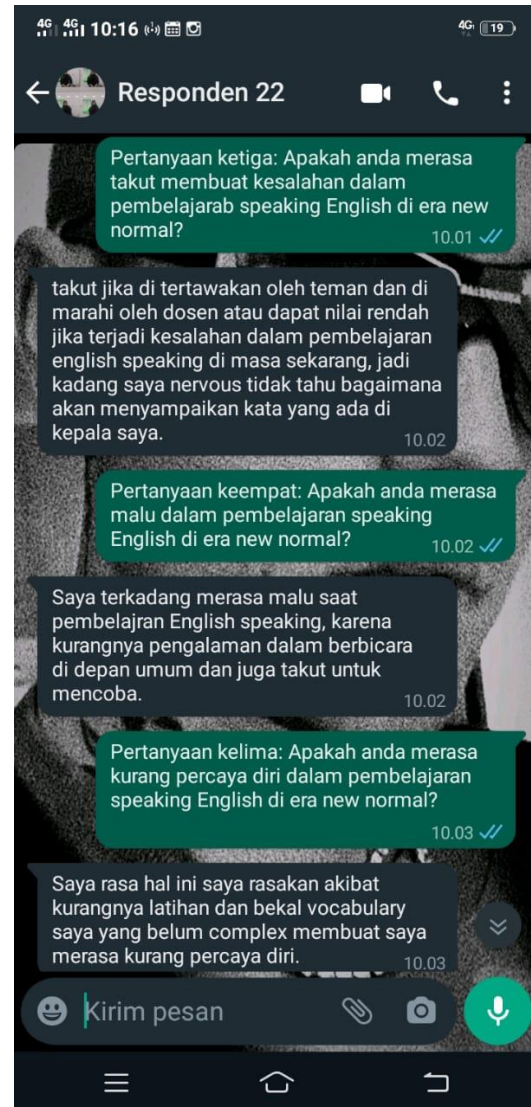 4G 4G 10:16 4G 19
Responden 22
Pertanyaan ketiga: Apakah anda merasa
takut membuat kesalahan dalam
pembelajarab speaking English di era new
normal?
10.01
takut jika di tertawakan oleh teman dan di
marahi oleh dosen atau dapat nilai rendah
jika terjadi kesalahan dalam pembelajaran
english speaking di masa sekarang, jadi
kadang saya nervous tidak tahu bagaimana
akan menyampaikan kata yang ada di
kepala saya.
10.02
Pertanyaan keempat: Apakah anda merasa
malu dalam pembelajaran speaking
English di era new normal?
10.02
Saya terkadang merasa malu saat
pembelajran English speaking, karena
kurangnya pengalaman dalam berbicara
di depan umum dan juga takut untuk
mencoba.
10.02
Pertanyaan kelima: Apakah anda merasa
kurang percaya diri dalam pembelajaran
speaking English di era new normal?
10.03
Saya rasa hal ini saya rasakan akibat
kurangnya latihan dan bekal vocabulary
saya yang belum complex membuat saya
merasa kurang percaya diri.
10.03
Kirim pesan